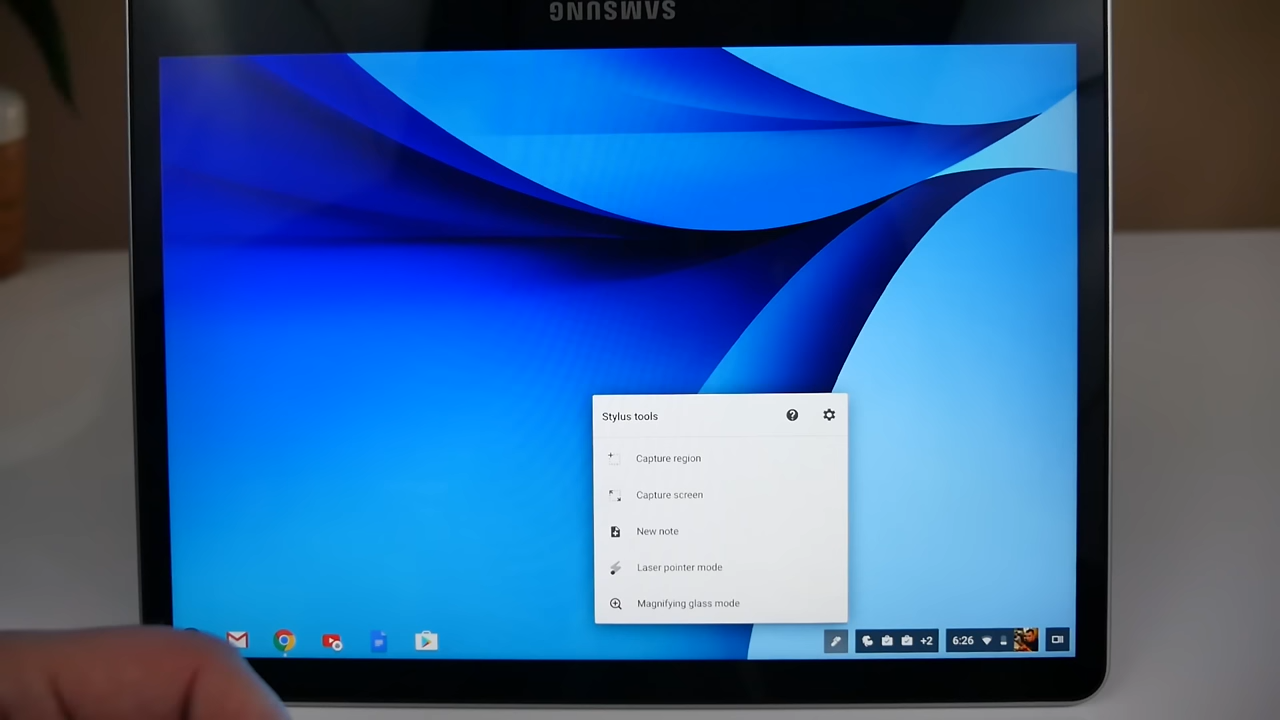 SAMSUNG
Stylus tools
Capture region
Capture screen
New note
Laser pointer mode
Magnifying glass mode
+2 6:26